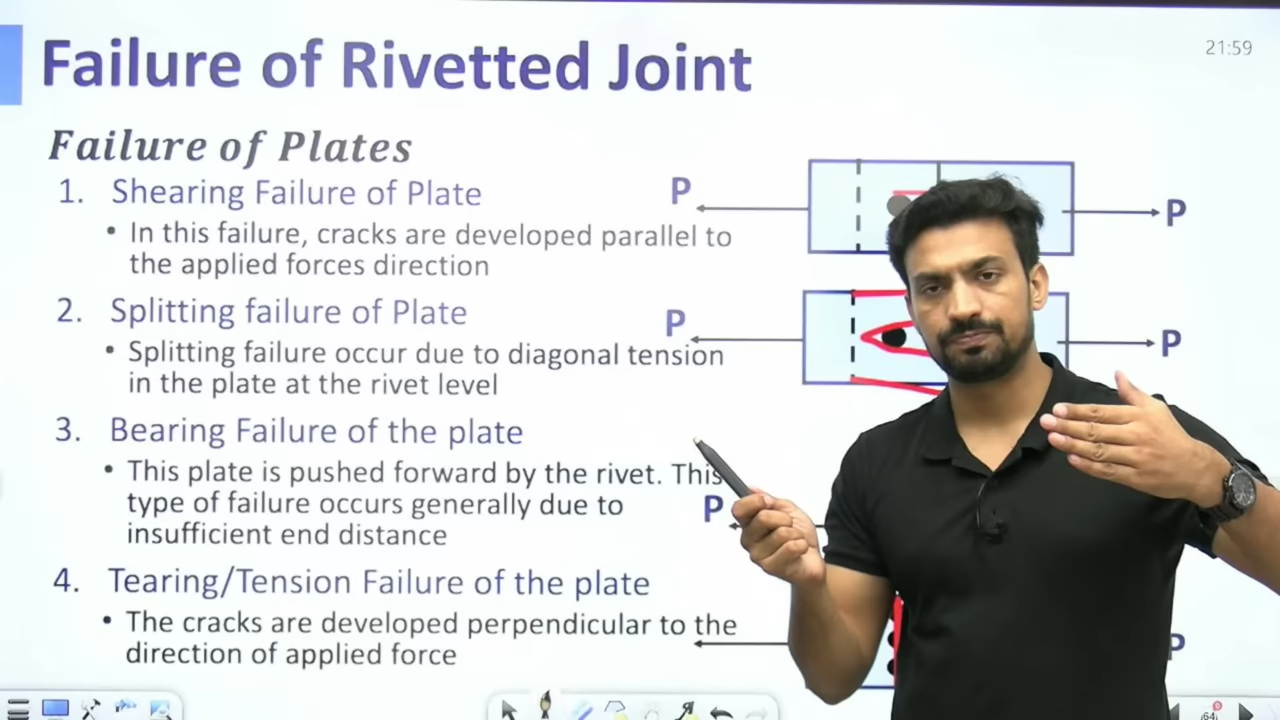 Failure of Rivetted Joint
21:59
Failure of Plates
1. Shearing Failure of Plate
• In this failure, cracks are developed parallel to
the applied forces direction
P
P
2. Splitting failure of Plate
• Splitting failure occur due to diagonal tension
in the plate at the rivet level
P
P
3. Bearing Failure of the plate
• This plate is pushed forward by the rivet. This
type of failure occurs generally due to
insufficient end distance
P
4. Tearing/Tension Failure of the plate
• The cracks are developed perpendicular to the
direction of applied force
P
64